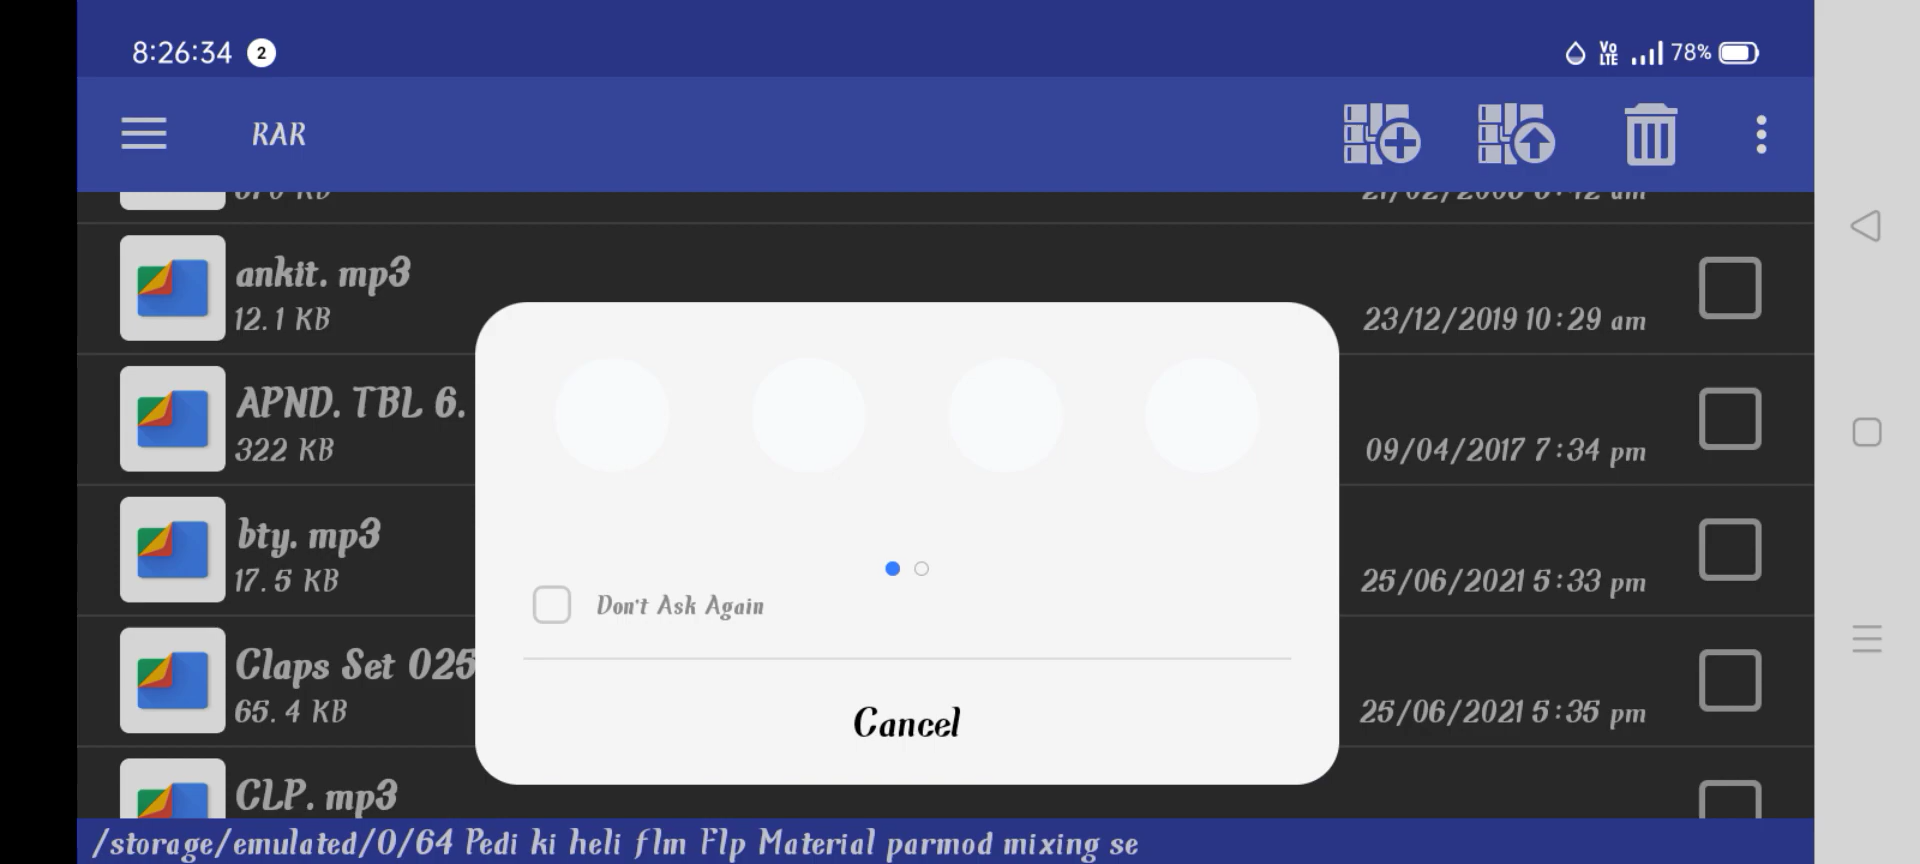 8:26:34 2
Vo LTE 78%
RAR
ankit. mp3
12.1 KB
23/12/2019 10:29 am
APND. TBL 6.
322 KB
09/04/2017 7:34 pm
bty. mp3
17.5 KB
25/06/2021 5:33 pm
Claps Set 025
65.4 KB
25/06/2021 5:35 pm
CLP. mp3
Don't Ask Again
Cancel
/storage/emulated/0/64 Pedi ki heli flm Flp Material parmod mixing se